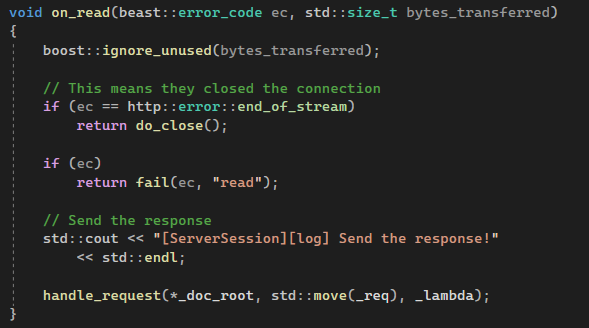 void on_read(beast::error_code ec, std::size_t bytes_transferred)
{
    boost::ignore_unused(bytes_transferred);

    // This means they closed the connection
    if (ec == http::error::end_of_stream)
        return do_close();

    if (ec)
        return fail(ec, "read");

    // Send the response
    std::cout << "[ServerSession][log] Send the response!"
        << std::endl;

    handle_request(*_doc_root, std::move(_req), _lambda);
}